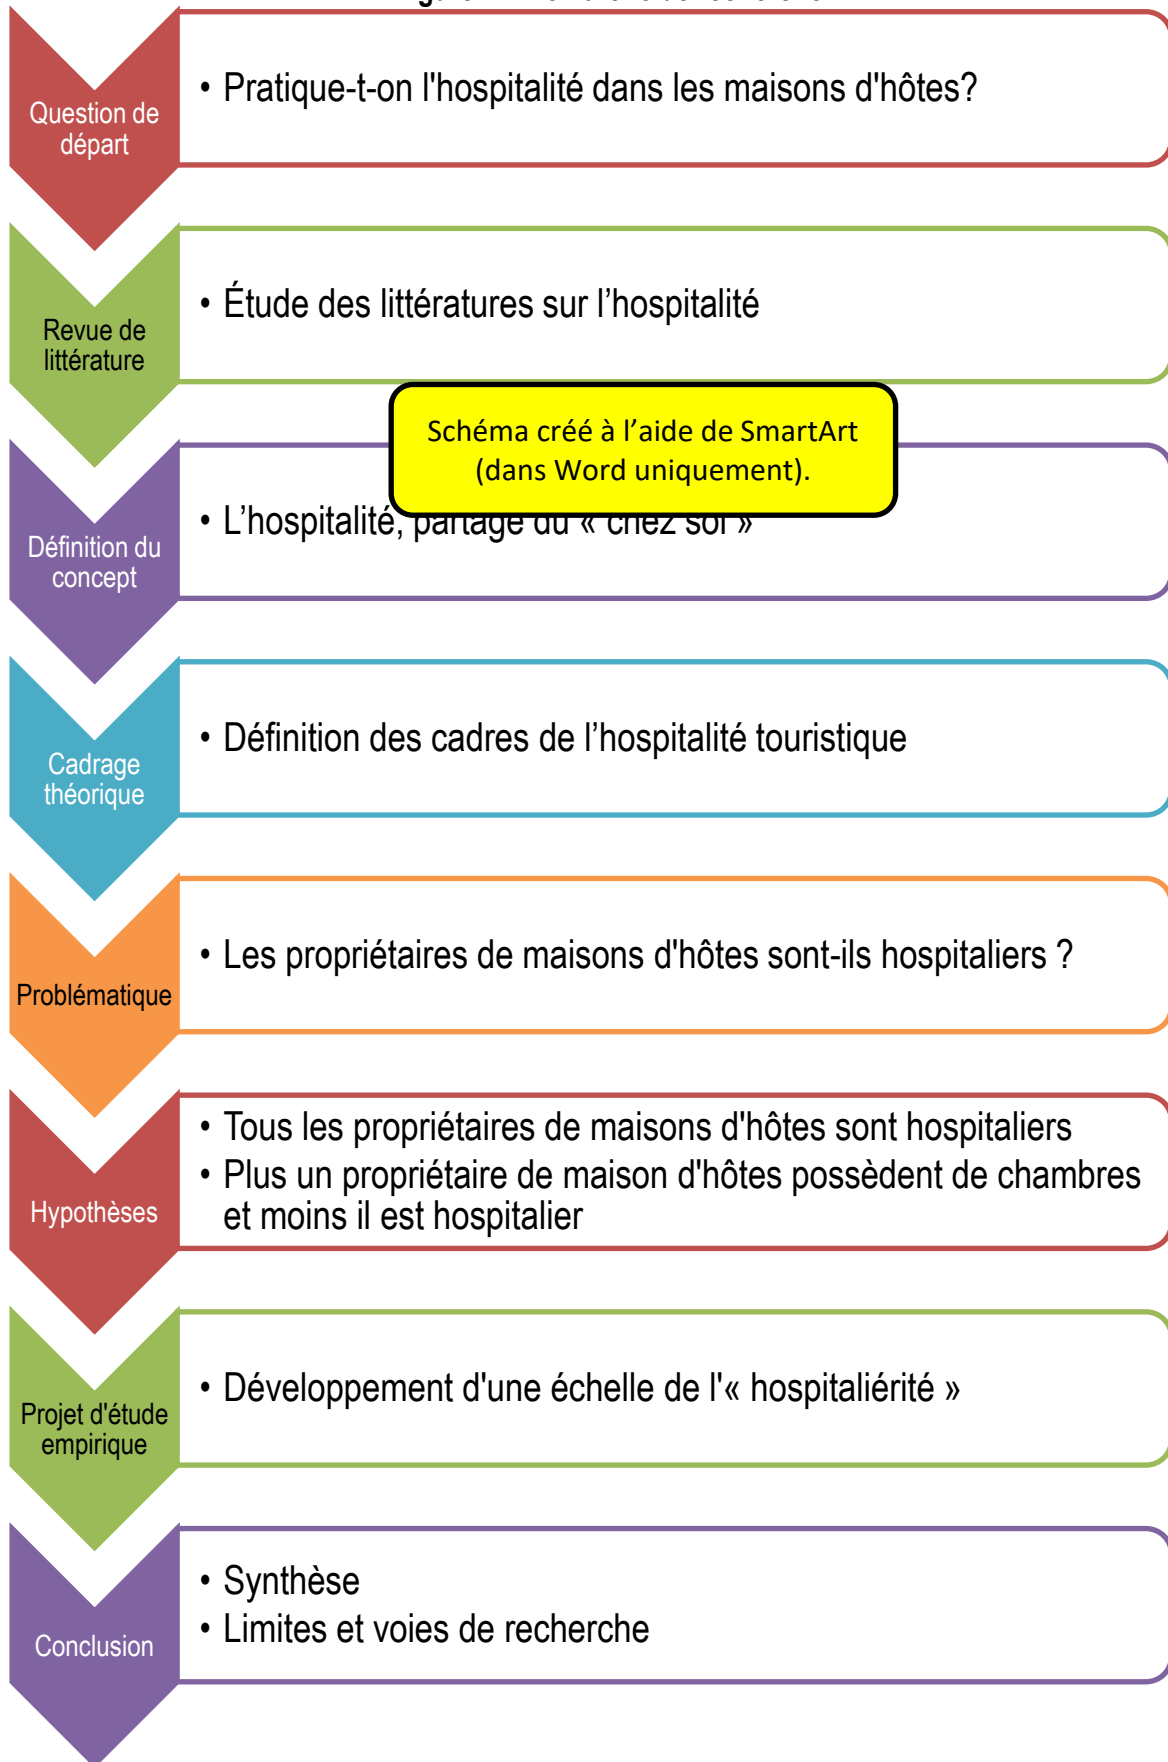 Question de
départ
• Pratique-t-on l'hospitalité dans les maisons d'hôtes?
Revue de
littérature
• Étude des littératures sur l’hospitalité
Schéma créé à l’aide de SmartArt
(dans Word uniquement).
Définition du
concept
• L’hospitalité, partage du « chez soi »
Cadrage
théorique
• Définition des cadres de l’hospitalité touristique
Problématique
• Les propriétaires de maisons d'hôtes sont-ils hospitaliers ?
Hypothèses
• Tous les propriétaires de maisons d'hôtes sont hospitaliers
• Plus un propriétaire de maison d'hôtes possèdent de chambres
et moins il est hospitalier
Projet d'étude
empirique
• Développement d'une échelle de l'« hospitaliérité »
Conclusion
• Synthèse
• Limites et voies de recherche